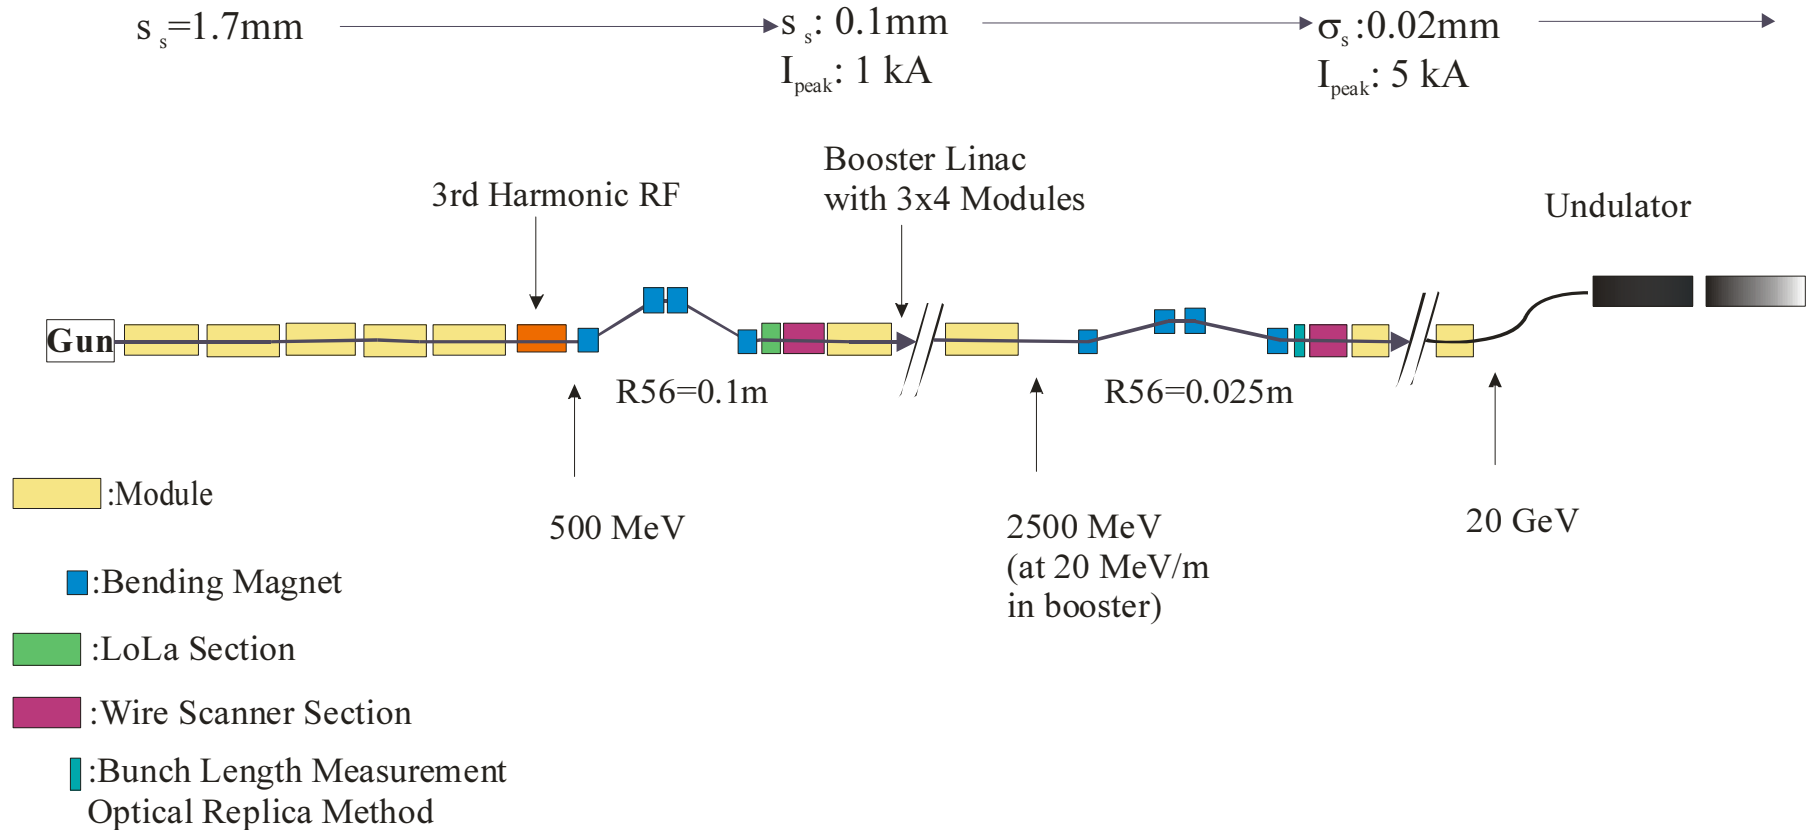 s s=1.7mm
s s: 0.1mm
I peak: 1 kA
σs :0.02mm
I peak: 5 kA
Booster Linac
with 3x4 Modules
3rd Harmonic RF
Undulator
Gun
R56=0.1m
R56=0.025m
500 MeV
2500 MeV
(at 20 MeV/m
in booster)
20 GeV
:Module
:Bending Magnet
:LoLa Section
:Wire Scanner Section
:Bunch Length Measurement
Optical Replica Method